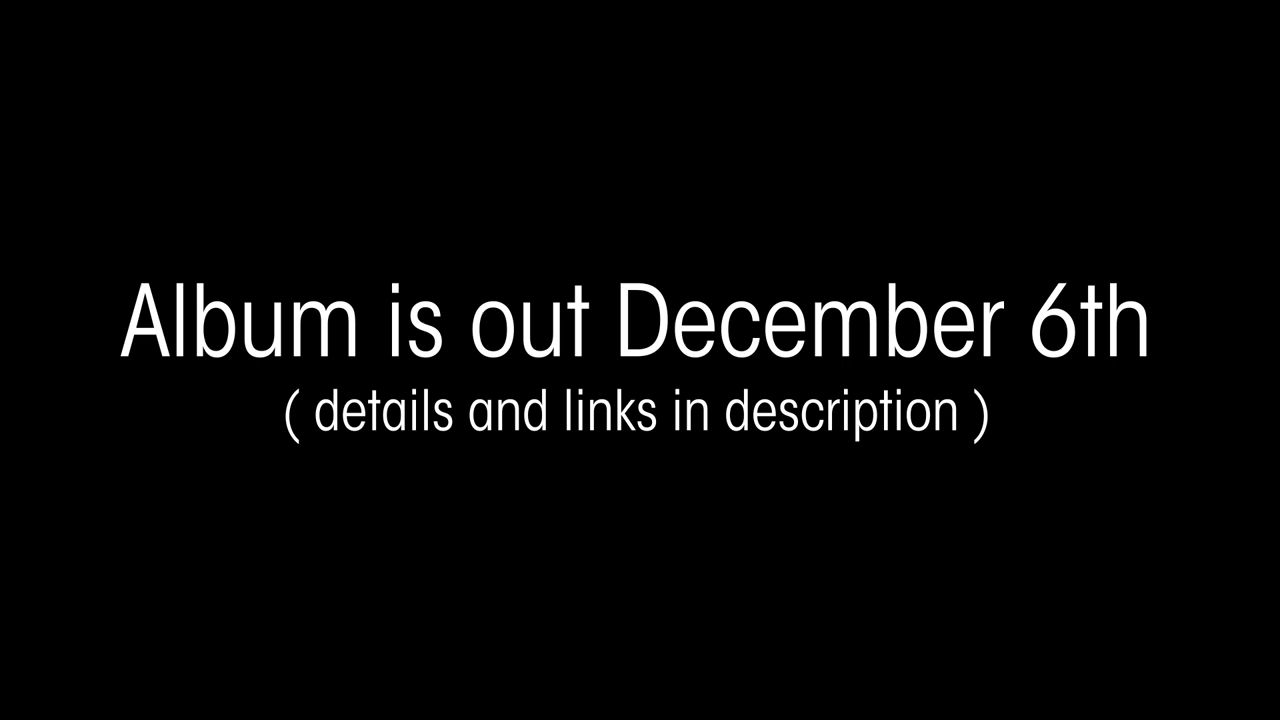 Album is out December 6th
( details and links in description )